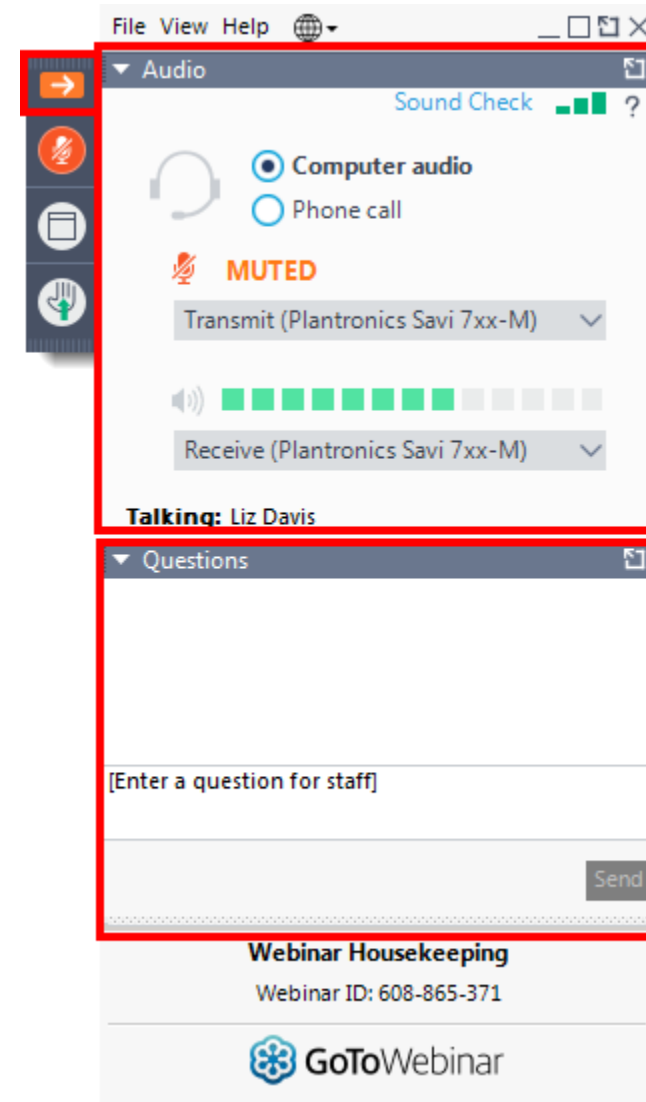 File View Help
Audio
Sound Check ?
Computer audio
Phone call
MUTED
Transmit (Plantronics Savi 7xx-M)
Receive (Plantronics Savi 7xx-M)
Talking: Liz Davis
Questions
[Enter a question for staff]
Send
Webinar Housekeeping
Webinar ID: 608-865-371
GoToWebinar